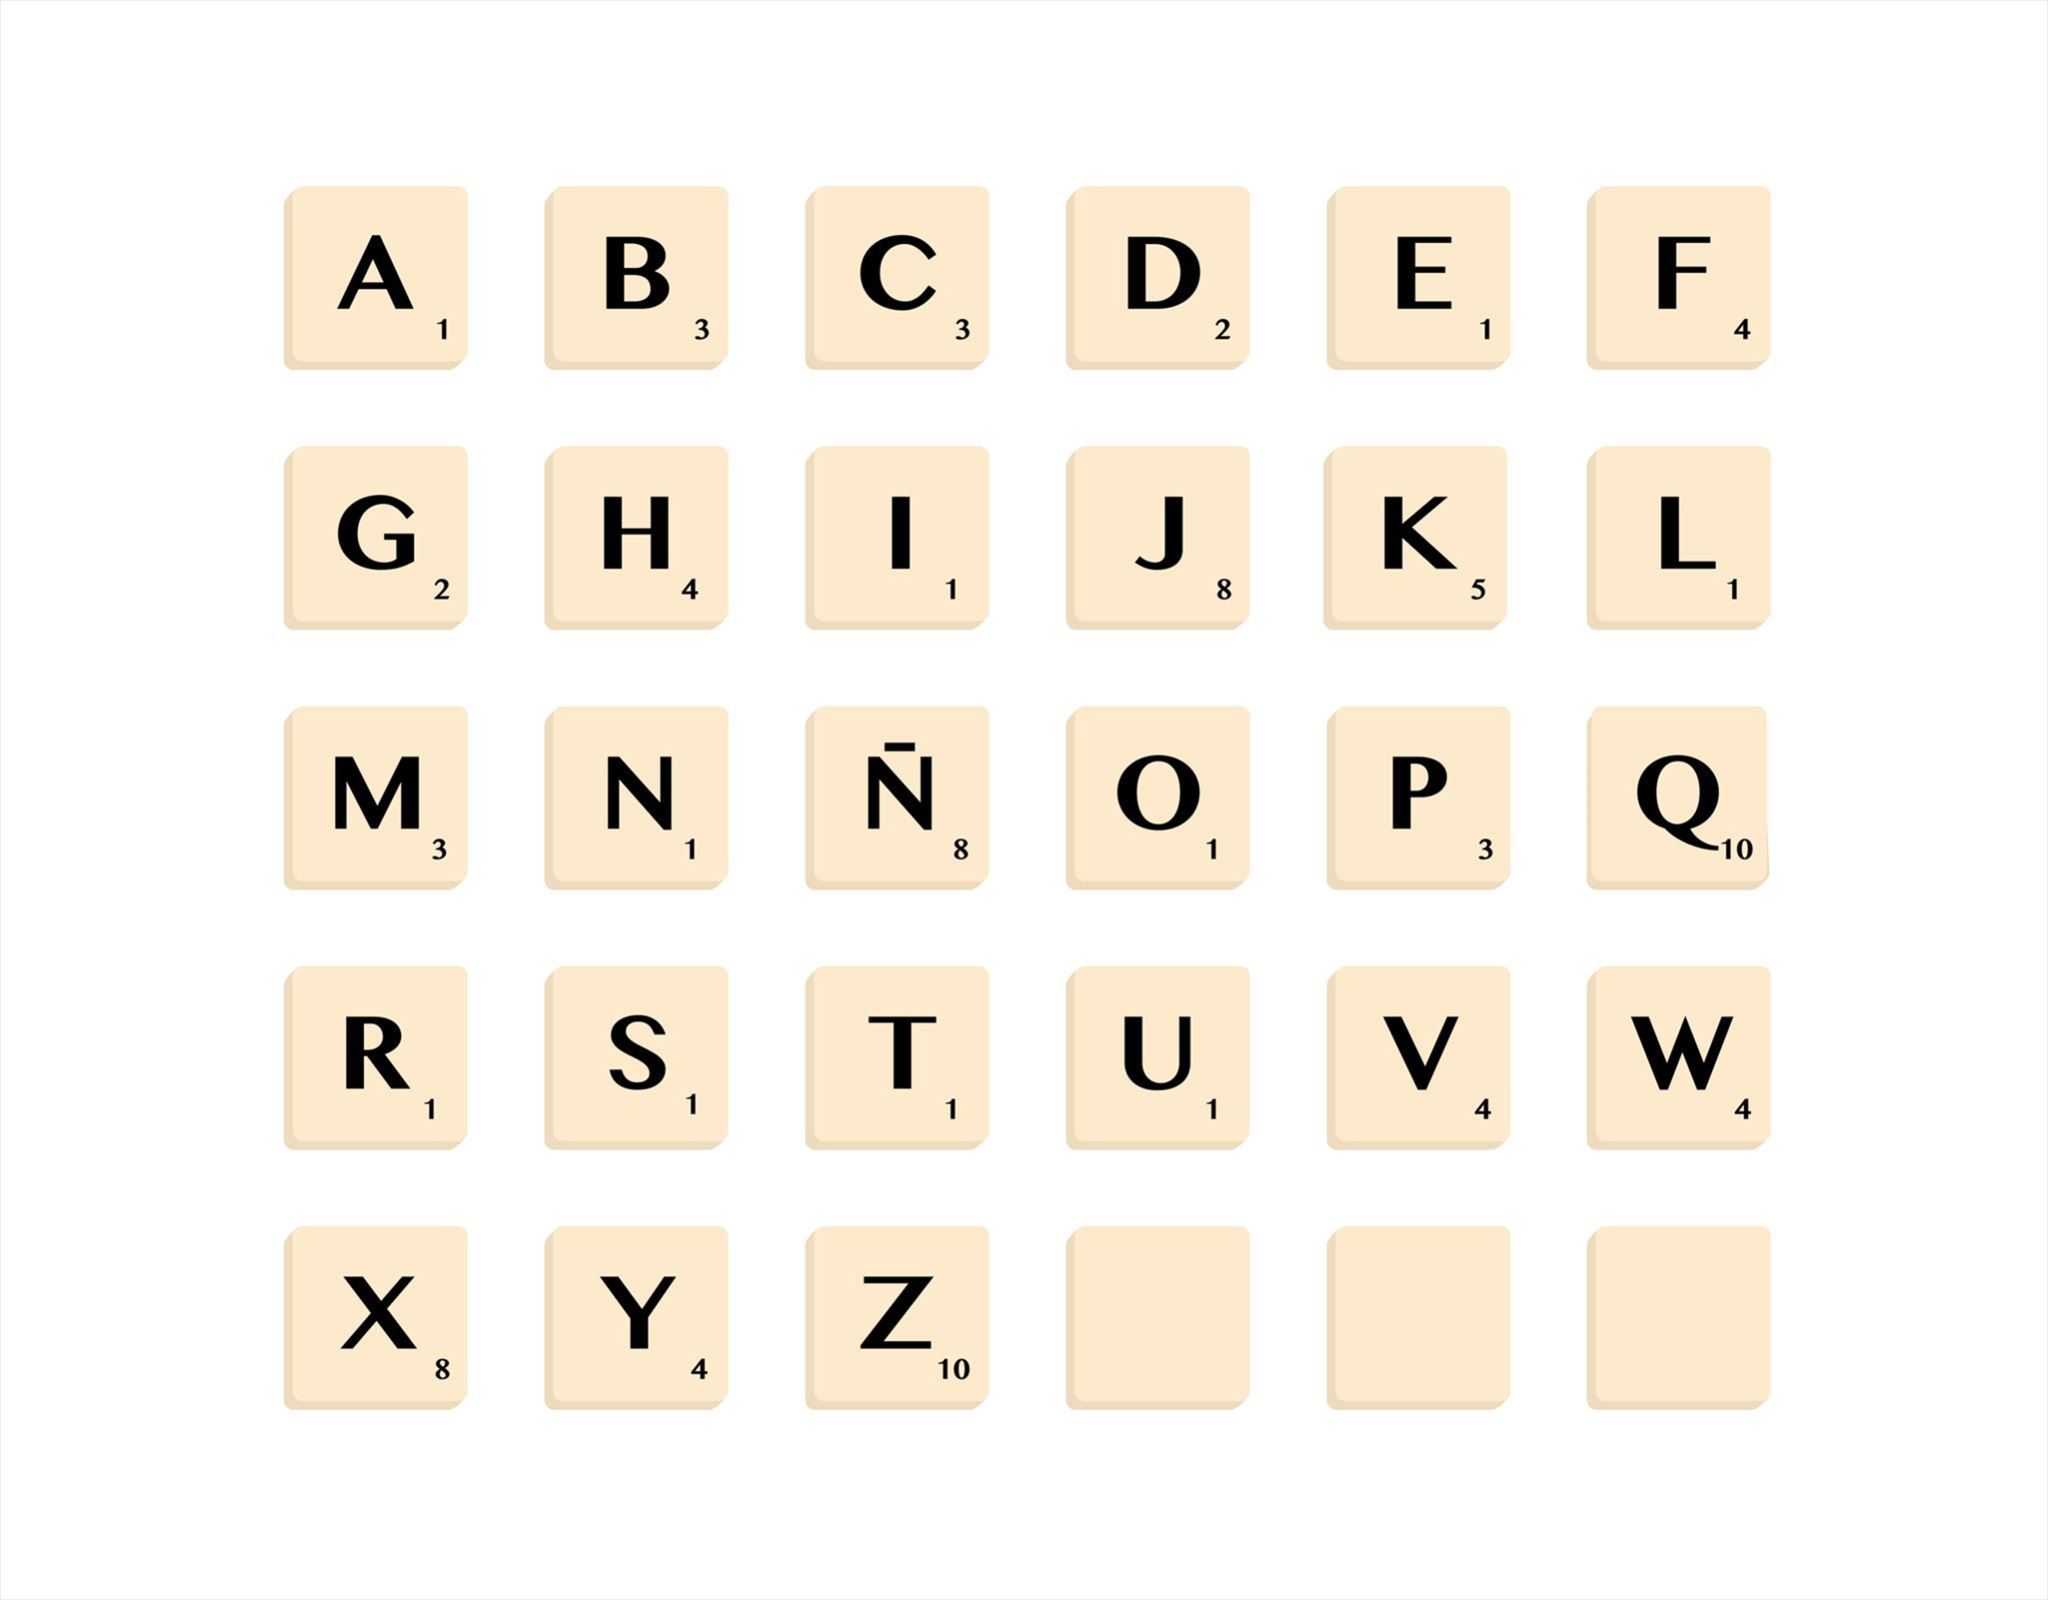 A 1 B 3 C 3 D 2 E 1 F 4
G 2 H 4 I 1 J 8 K 5 L 1
M 3 N 1 Ñ 8 O 1 P 3 Q 10
R 1 S 1 T 1 U 1 V 4 W 4
X 8 Y 4 Z 10